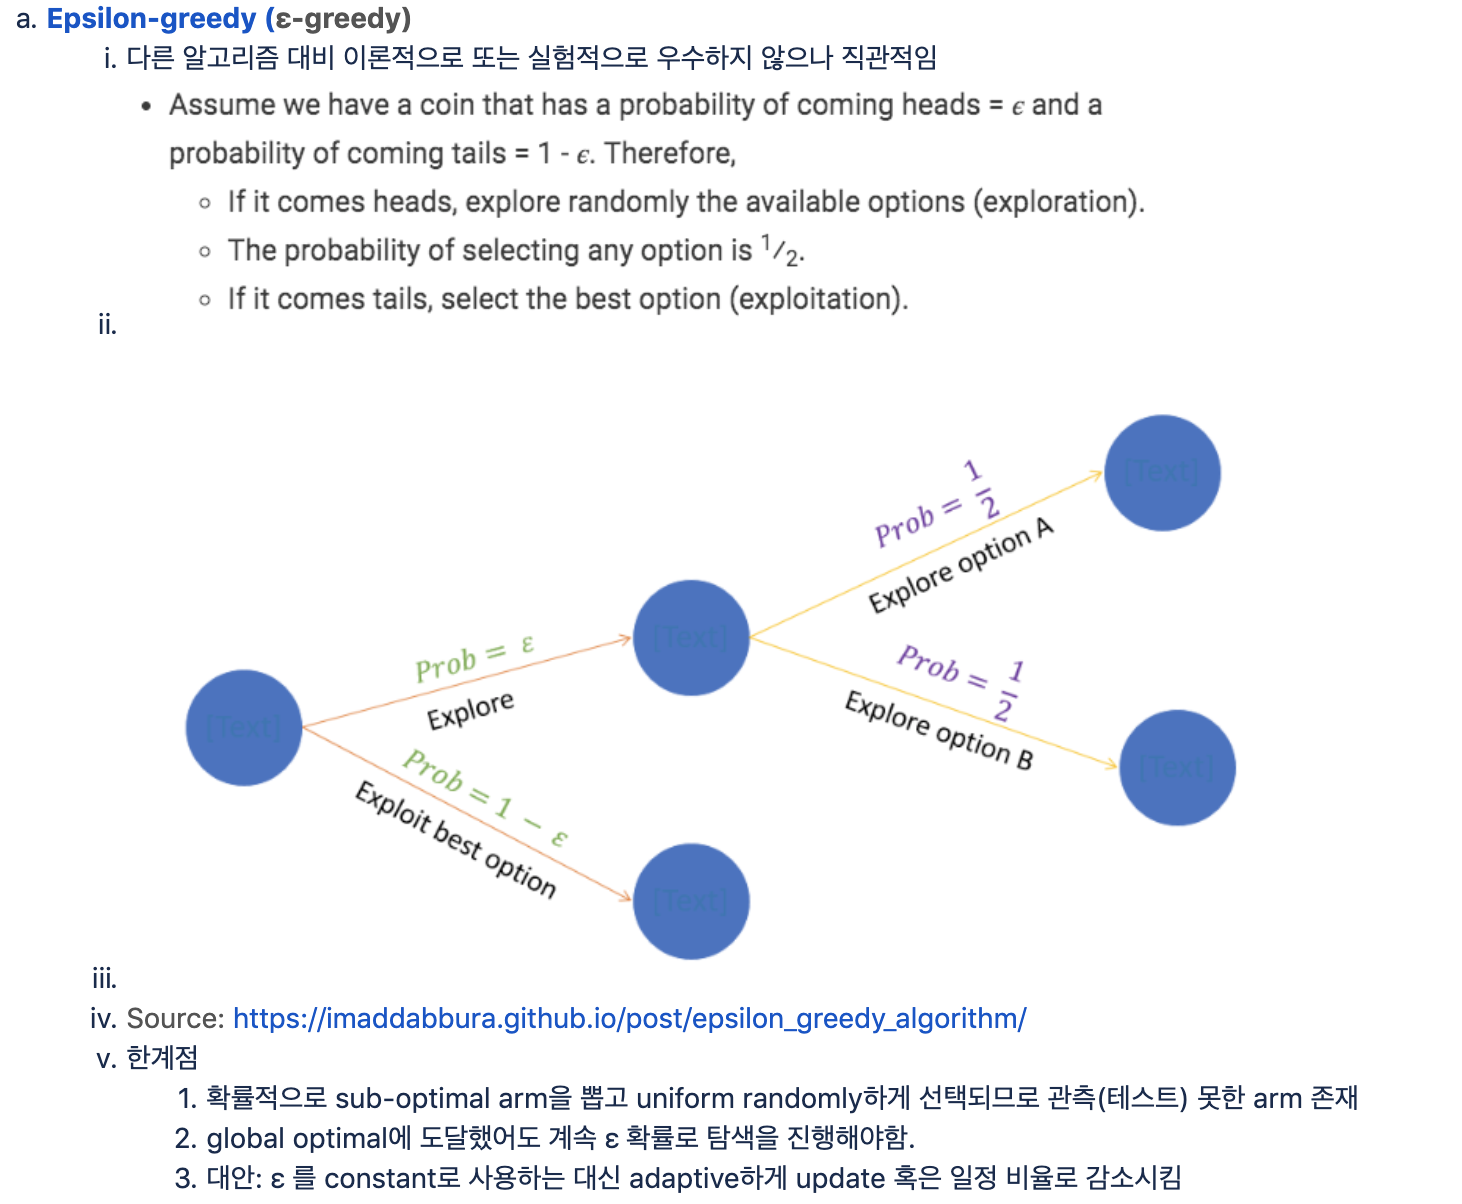 a. Epsilon-greedy (ε-greedy)
i. 다른 알고리즘 대비 이론적으로 또는 실험적으로 우수하지 않으나 직관적임
• Assume we have a coin that has a probability of coming heads = ϵ and a
probability of coming tails = 1 - ϵ. Therefore,
◦ If it comes heads, explore randomly the available options (exploration).
◦ The probability of selecting any option is 1/2.
◦ If it comes tails, select the best option (exploitation).
ii.
[Text]
Prob = ε
Explore
Prob = 1 − ε
Exploit best option
[Text]
[Text]
Prob = 1/2
Explore option A
Prob = 1/2
Explore option B
[Text]
[Text]
iii.
iv. Source: https://imaddabbura.github.io/post/epsilon_greedy_algorithm/
v. 한계점
1. 확률적으로 sub-optimal arm을 뽑고 uniform randomly하게 선택되므로 관측(테스트) 못한 arm 존재
2. global optimal에 도달했어도 계속 ε 확률로 탐색을 진행해야함.
3. 대안: ε 를 constant로 사용하는 대신 adaptive하게 update 혹은 일정 비율로 감소시킴